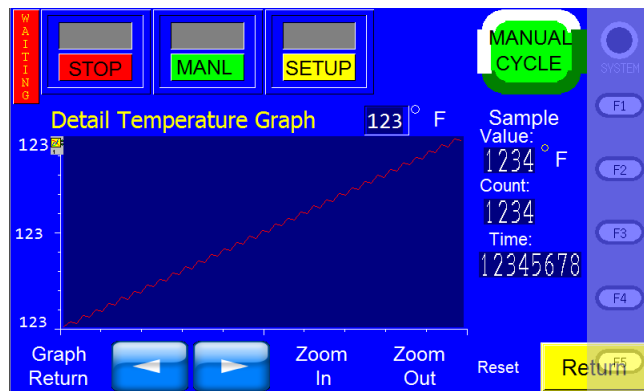 WAITING
STOP
MANL
SETUP
MANUAL
CYCLE
SYSTEM
F1
Detail Temperature Graph
123° F
Sample
Value:
1234 ° F
Count:
1234
Time:
12345678
123
123
123
F2
F3
F4
Graph
Return
Zoom
In
Zoom
Out
Reset
Return
F5